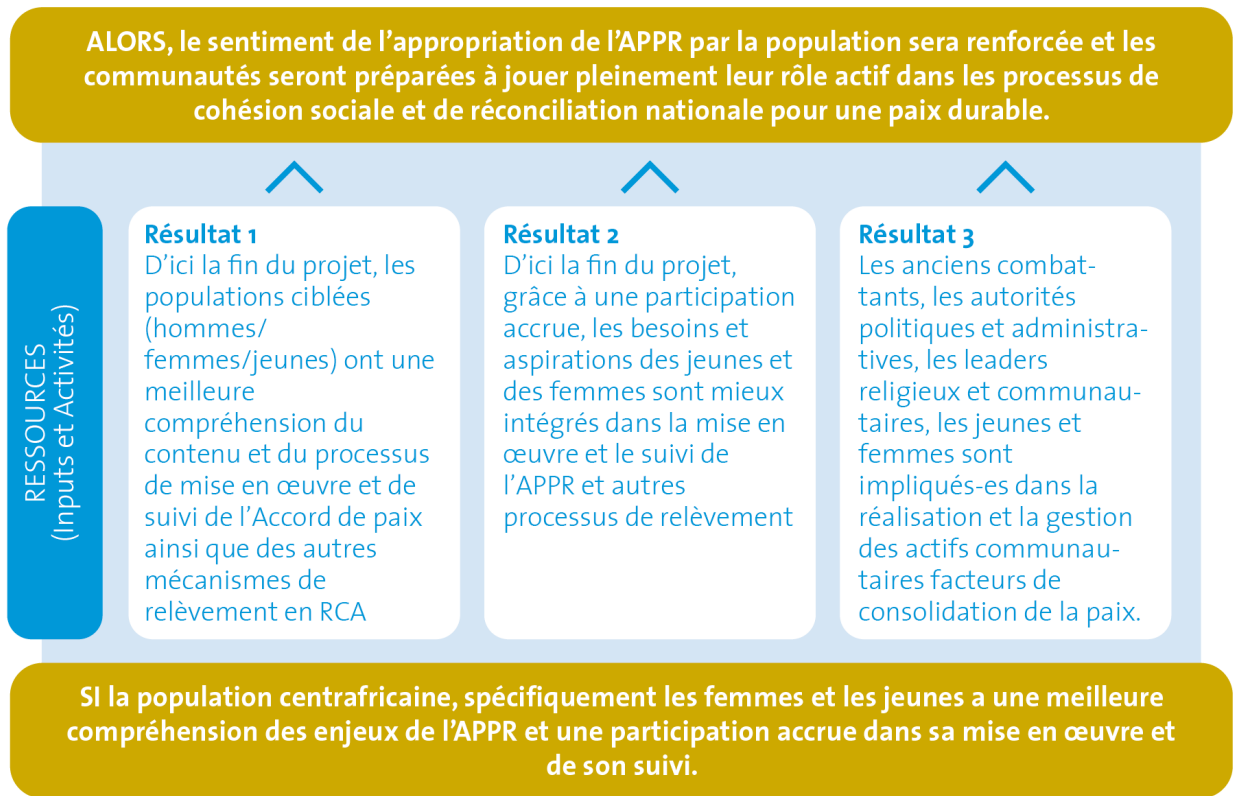 ALORS, le sentiment de l’appropriation de l’APPR par la population sera renforcée et les
communautés seront préparées à jouer pleinement leur rôle actif dans les processus de
cohésion sociale et de réconciliation nationale pour une paix durable.
RESSOURCES
(Inputs et Activités)
Résultat 1
D’ici la fin du projet, les
populations ciblées
(hommes/
femmes/jeunes) ont une
meilleure
compréhension du
contenu et du processus
de mise en œuvre et de
suivi de l’Accord de paix
ainsi que des autres
mécanismes de
relèvement en RCA
Résultat 2
D’ici la fin du projet,
grâce à une participation
accrue, les besoins et
aspirations des jeunes et
des femmes sont mieux
intégrés dans la mise en
œuvre et le suivi de
l’APPR et autres
processus de relèvement
Résultat 3
Les anciens combat-
tants, les autorités
politiques et administra-
tives, les leaders
religieux et communau-
taires, les jeunes et
femmes sont
impliqués-es dans la
réalisation et la gestion
des actifs communau-
taires facteurs de
consolidation de la paix.
SI la population centrafricaine, spécifiquement les femmes et les jeunes a une meilleure
compréhension des enjeux de l’APPR et une participation accrue dans sa mise en œuvre et
de son suivi.